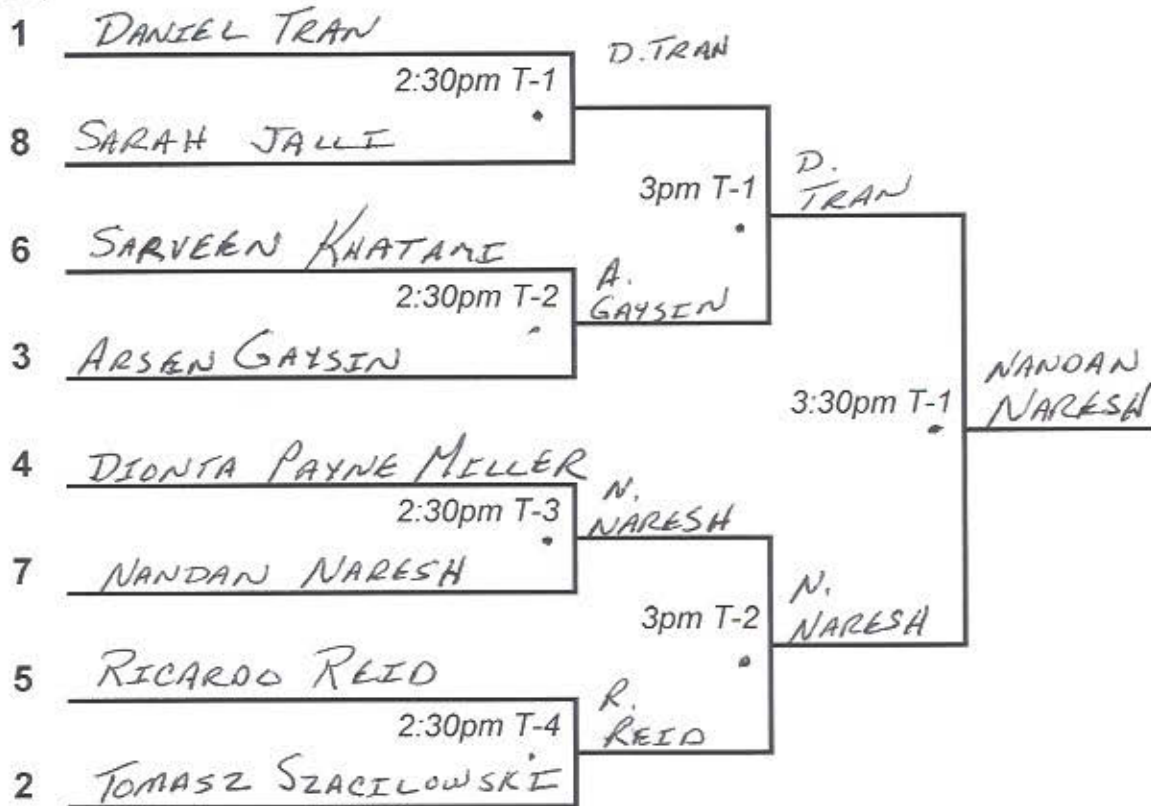 1 DANIEL TRAN
D. TRAN
2:30pm T-1
8 SARAH JALLI
D.
TRAN
3pm T-1
6 SARVEEN KHATAMI
A.
GAYSIN
2:30pm T-2
3 ARSEN GAYSIN
NANDAN
NARESH
3:30pm T-1
4 DIONTA PAYNE MILLER
N.
NARESH
2:30pm T-3
7 NANDAN NARESH
N.
NARESH
3pm T-2
5 RICARDO REID
R.
REID
2:30pm T-4
2 TOMASZ SZACILOWSKI